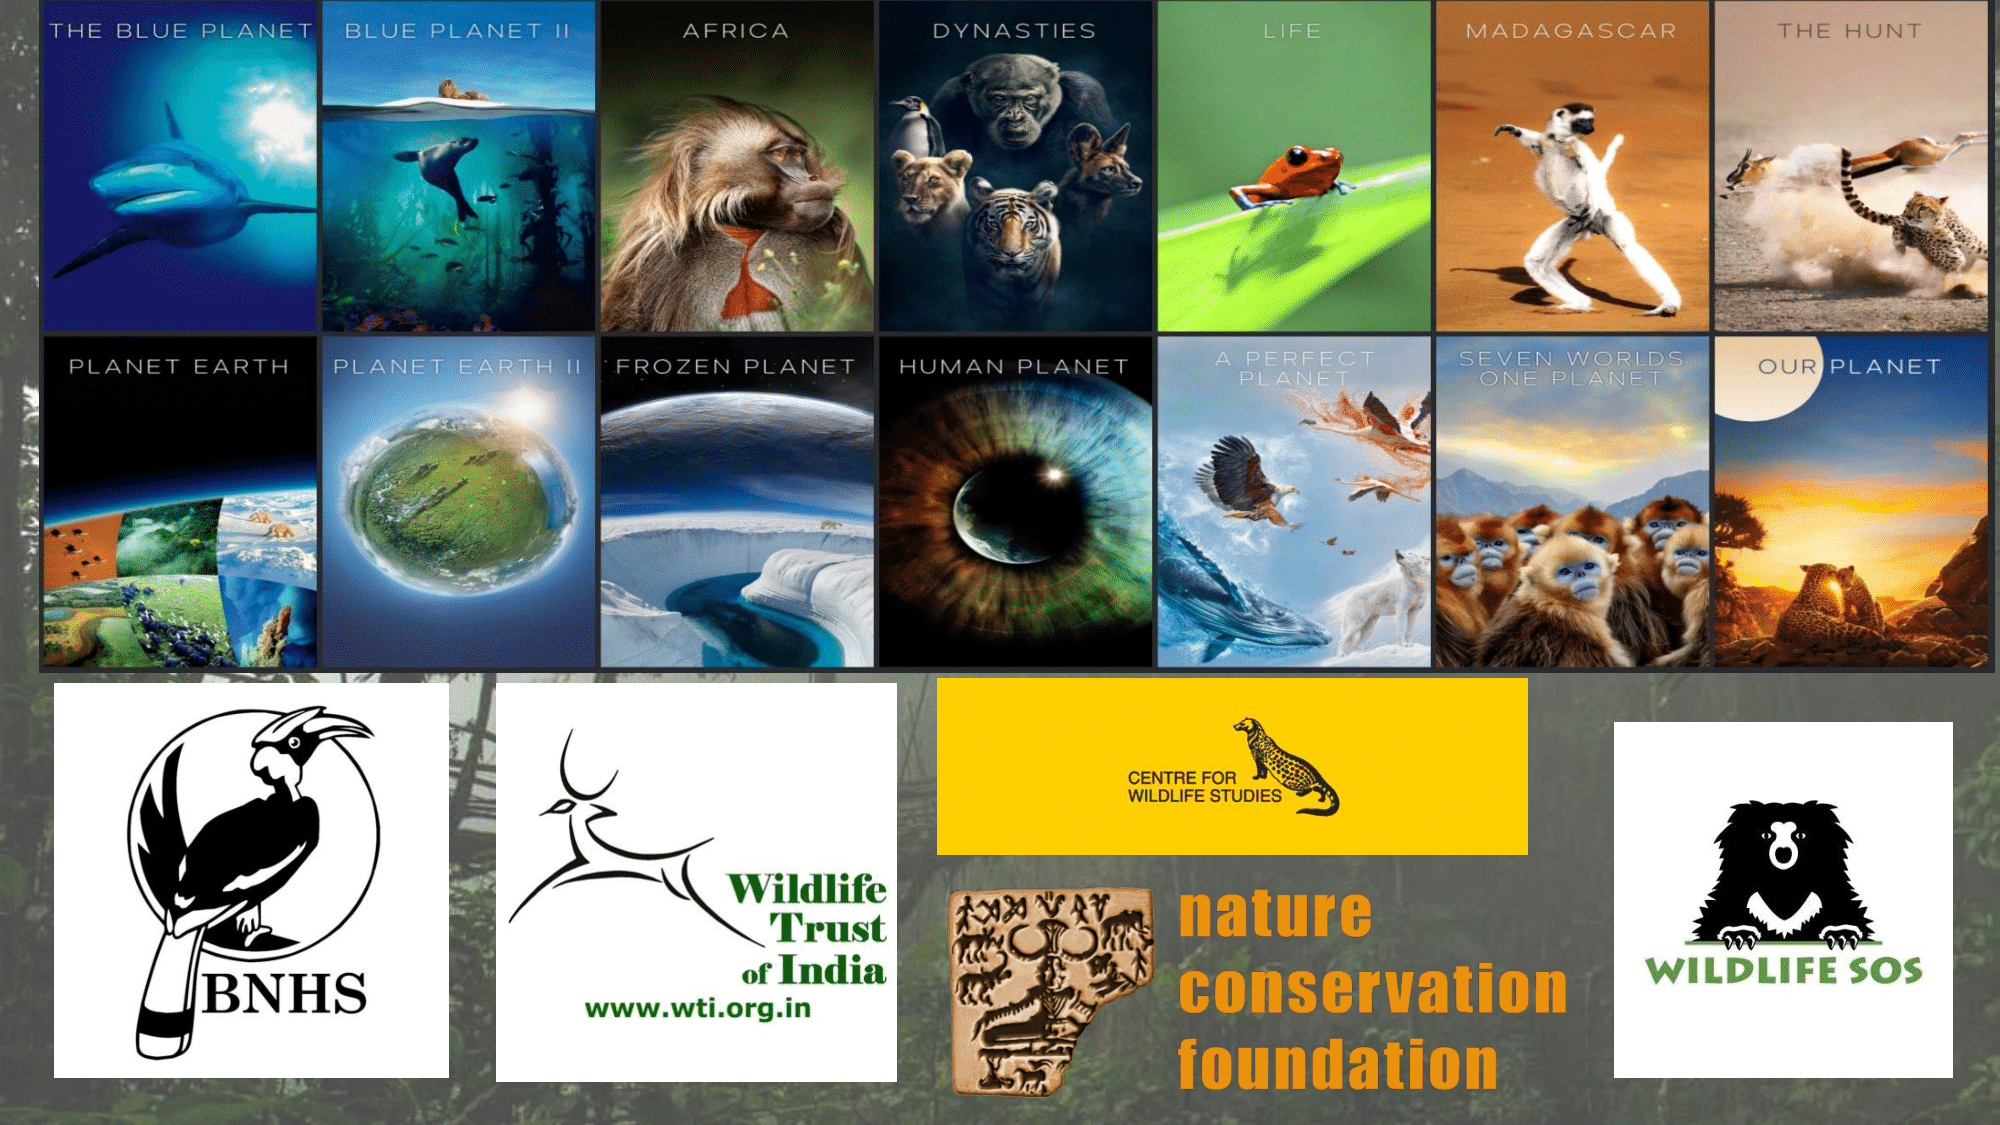 THE BLUE PLANET
BLUE PLANET II
AFRICA
DYNASTIES
LIFE
MADAGASCAR
THE HUNT
PLANET EARTH
PLANET EARTH II
FROZEN PLANET
HUMAN PLANET
A PERFECT
PLANET
SEVEN WORLDS
ONE PLANET
OUR PLANET
BNHS
Wildlife
Trust
of India
www.wti.org.in
CENTRE FOR
WILDLIFE STUDIES
nature
conservation
foundation
WILDLIFE SOS